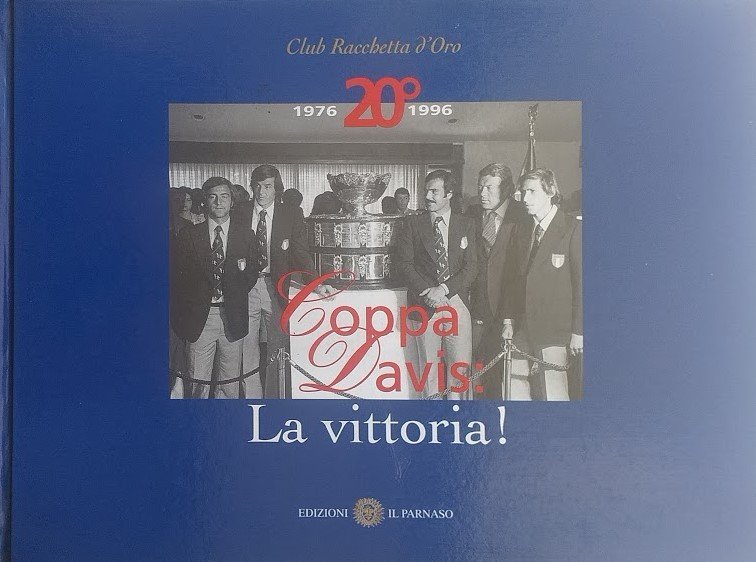 Club Racchetta d'Oro
1976 20° 1996
Coppa
Davis:
La vittoria!
EDIZIONI IL PARNASO